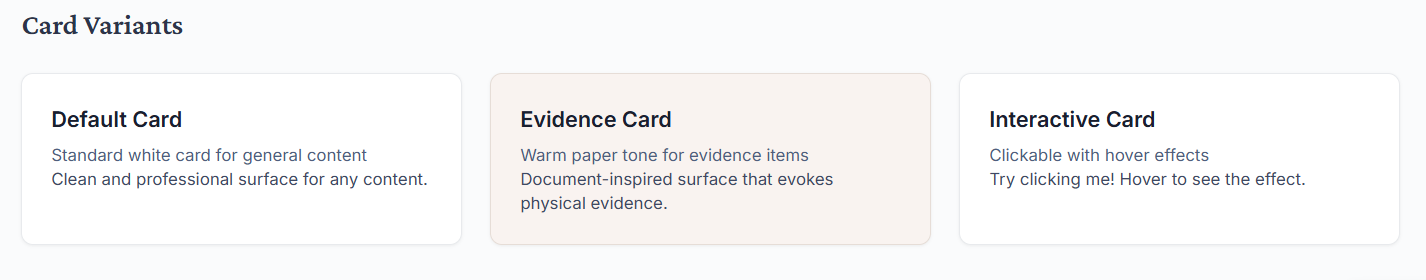 Card Variants
Default Card
Standard white card for general content
Clean and professional surface for any content.
Evidence Card
Warm paper tone for evidence items
Document-inspired surface that evokes
physical evidence.
Interactive Card
Clickable with hover effects
Try clicking me! Hover to see the effect.